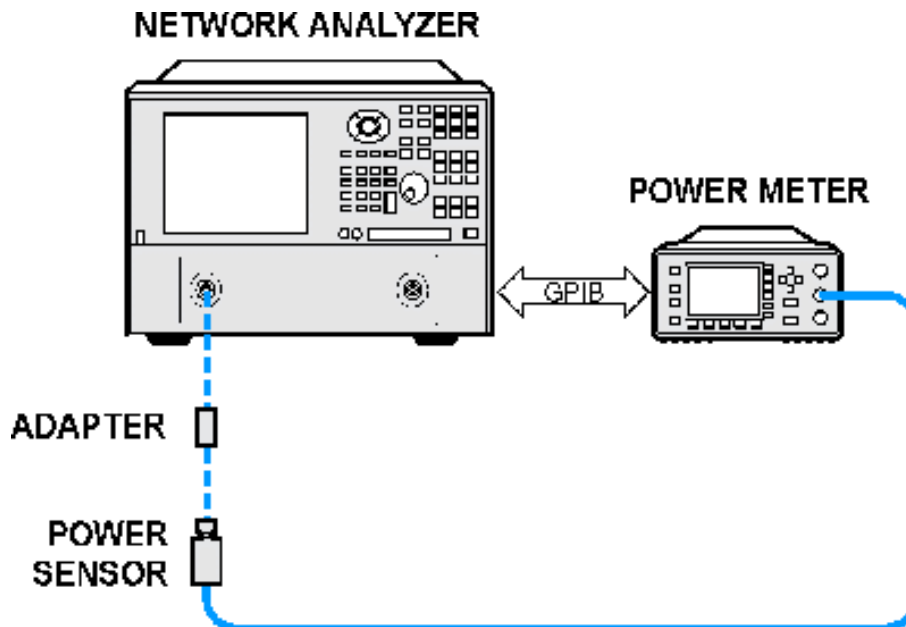 NETWORK ANALYZER
POWER METER
GPIB
ADAPTER
POWER
SENSOR